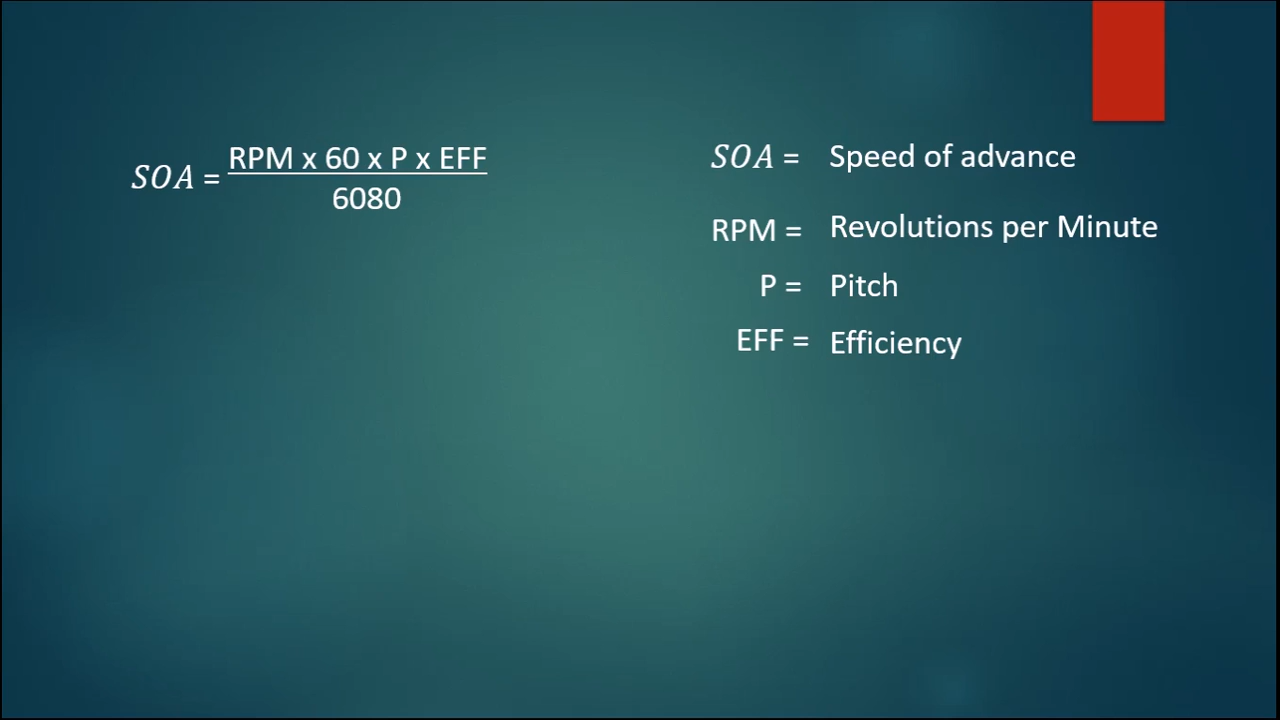 SOA = RPM x 60 x P x EFF
6080
SOA = Speed of advance
RPM = Revolutions per Minute
P = Pitch
EFF = Efficiency